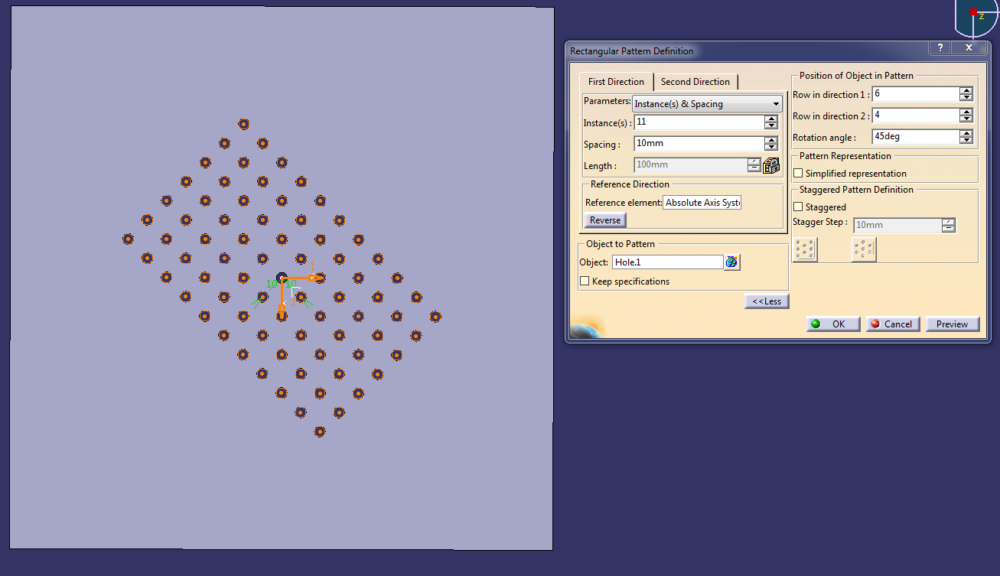 z
Rectangular Pattern Definition
?
X
First Direction
Second Direction
Parameters:
Instance(s) & Spacing
Instance(s) :
11
Spacing :
10mm
Length :
100mm
Reference Direction
Reference element:
Absolute Axis Syst
Reverse
Object to Pattern
Object:
Hole.1
Keep specifications
<<Less
Position of Object in Pattern
Row in direction 1 :
6
Row in direction 2 :
4
Rotation angle :
45deg
Pattern Representation
Simplified representation
Staggered Pattern Definition
Staggered
Stagger Step :
10mm
OK
Cancel
Preview
1
10
10
2